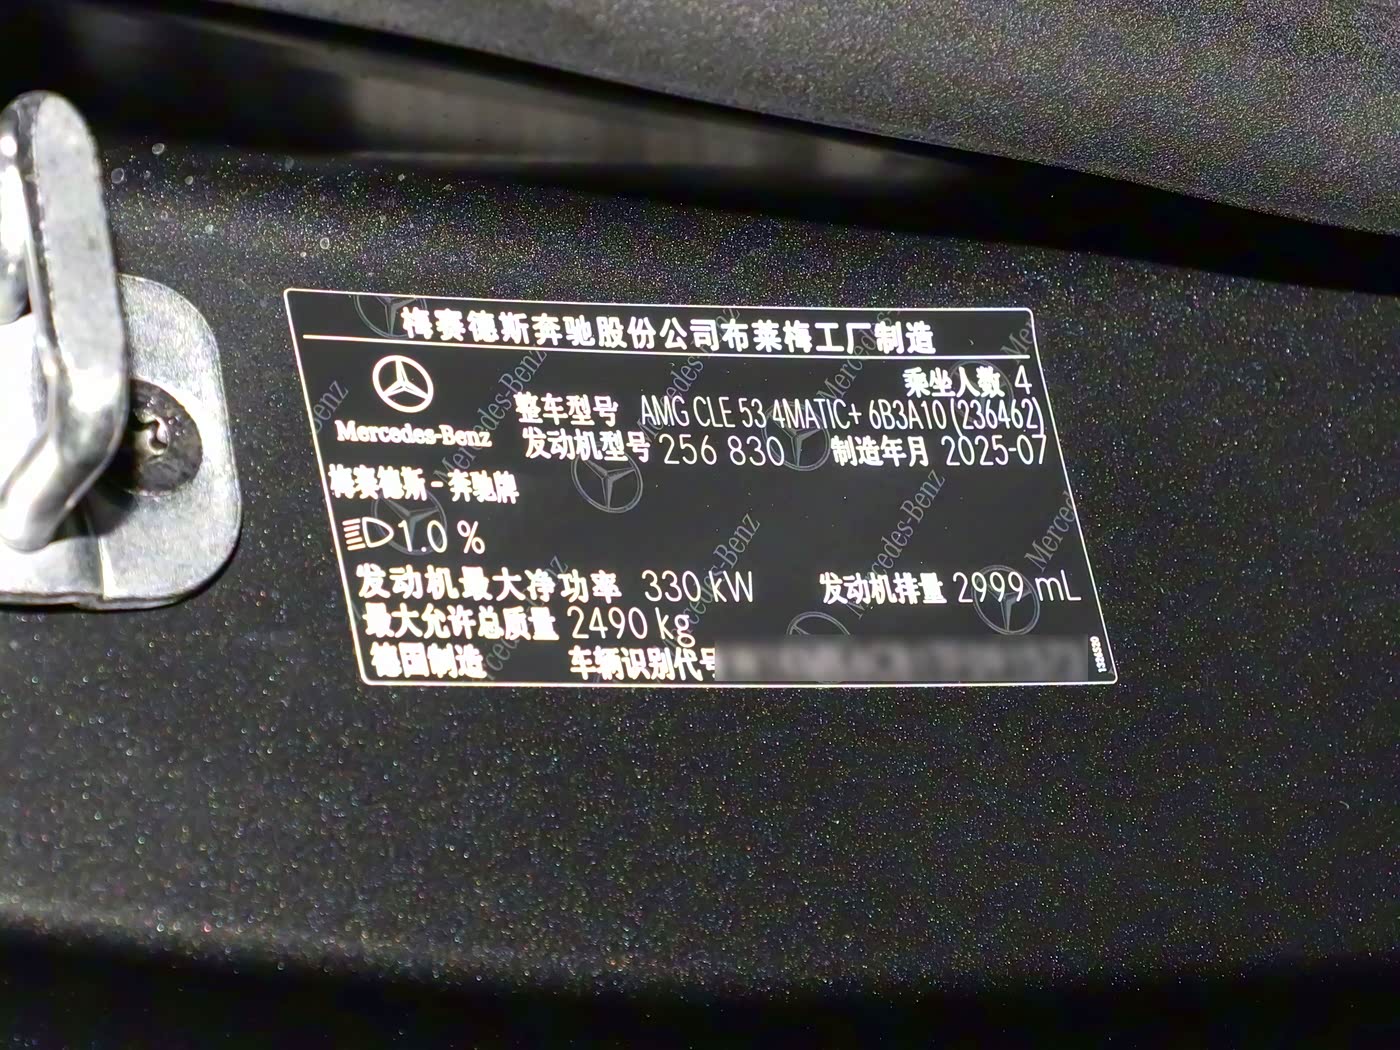 梅赛德斯奔驰股份公司布莱梅工厂制造
乘坐人数 4
Mercedes-Benz
整车型号 AMG CLE 53 4MATIC+ 6B3A10 (236462)
发动机型号 256 830 制造年月 2025-07
梅赛德斯-奔驰牌
1.0 %
发动机最大净功率 330 kW 发动机排量 2999 mL
最大允许总质量 2490 kg
德国制造 车辆识别代号